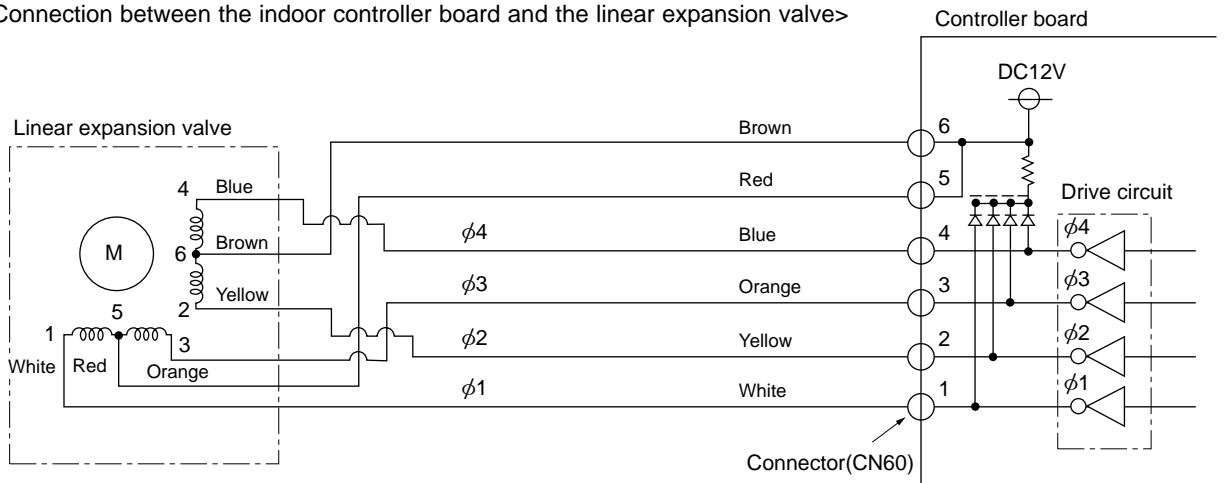 Connection between the indoor controller board and the linear expansion valve>
Controller board
DC12V
Linear expansion valve
Brown
6
4
Blue
Red
5
Drive circuit
M
6
Brown
ϕ4
Blue
4
ϕ4
Yellow
2
ϕ3
Orange
3
ϕ3
5
1
3
ϕ2
Yellow
2
ϕ2
White
Red
Orange
ϕ1
White
1
ϕ1
Connector(CN60)